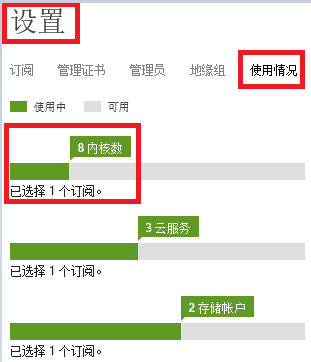 设置
订阅 管理证书 管理员 地缘组 使用情况
使用中 可用
8 内核数
已选择 1 个订阅。
3 云服务
已选择 1 个订阅。
2 存储帐户
已选择 1 个订阅。